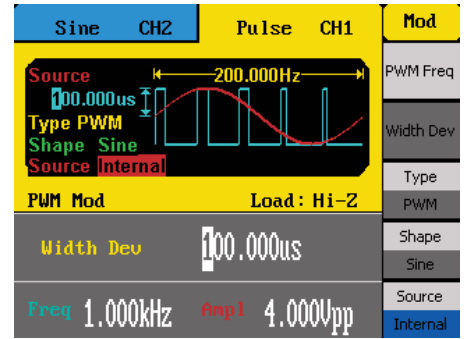 Sine CH2 Pulse CH1 Mod
Source 200.000Hz
100.000us
Type PWM
Shape Sine
Source Internal
PWM Mod Load: Hi-Z
Width Dev 100.000us
Freq 1.000kHz Ampl 4.000Vpp
PWM Freq
Width Dev
Type
PWM
Shape
Sine
Source
Internal